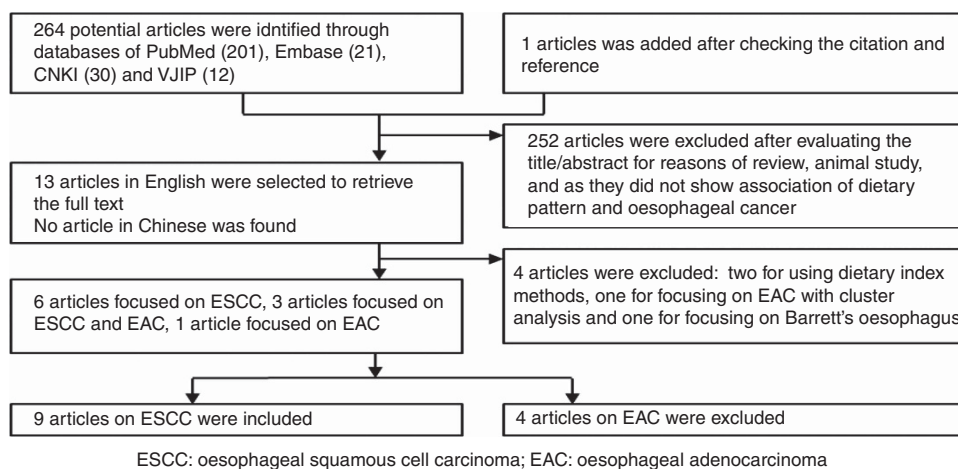 264 potential articles were idntified through
databases of PubMed (201), Embase (21),
CNKI (30) and VJIP (12)
1 articles was added after checking the citation and
reference
252 articles were excluded after evaluating the
title/abstract for reasons of review, animal study,
and as they did not show association of dietary
pattern and oesophageal cancer
13 articles in English were selected to retrieve
the full text
No article in Chinese was found
4 articles were excluded: two for using dietary index
methods, one for focusing on EAC with cluster
analysis and one for focusing on Barrett's oesophagus
6 articles focused on ESCC, 3 articles focused on
ESCC and EAC, 1 article focused on EAC
9 articles on ESCC were included
4 articles on EAC were excluded
ESCC: oesophageal squamous cell carcinoma; EAC: oesophageal adenocarcinoma